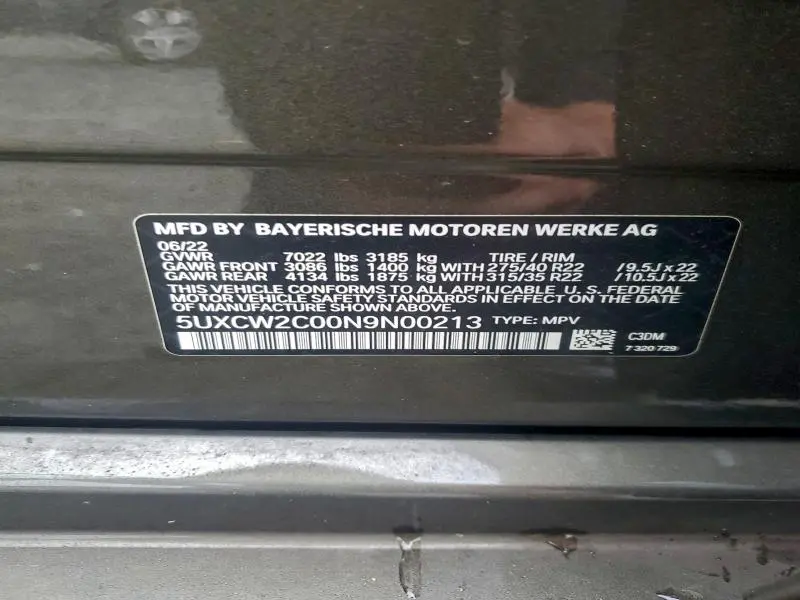 MFD BY BAYERISCHE MOTOREN WERKE AG
06/22
GVWR 7022 lbs 3185 kg TIRE / RIM
GAWR FRONT 3086 lbs 1400 kg WITH 275/40 R22 / 9.5J x 22
GAWR REAR 4134 lbs 1875 kg WITH 315/35 R22 / 10.5J x 22
THIS VEHICLE CONFORMS TO ALL APPLICABLE U. S. FEDERAL
MOTOR VEHICLE SAFETY STANDARDS IN EFFECT ON THE DATE
OF MANUFACTURE SHOWN ABOVE.
5UXCW2C00N9N00213 TYPE: MPV
C3DM
7 320 729